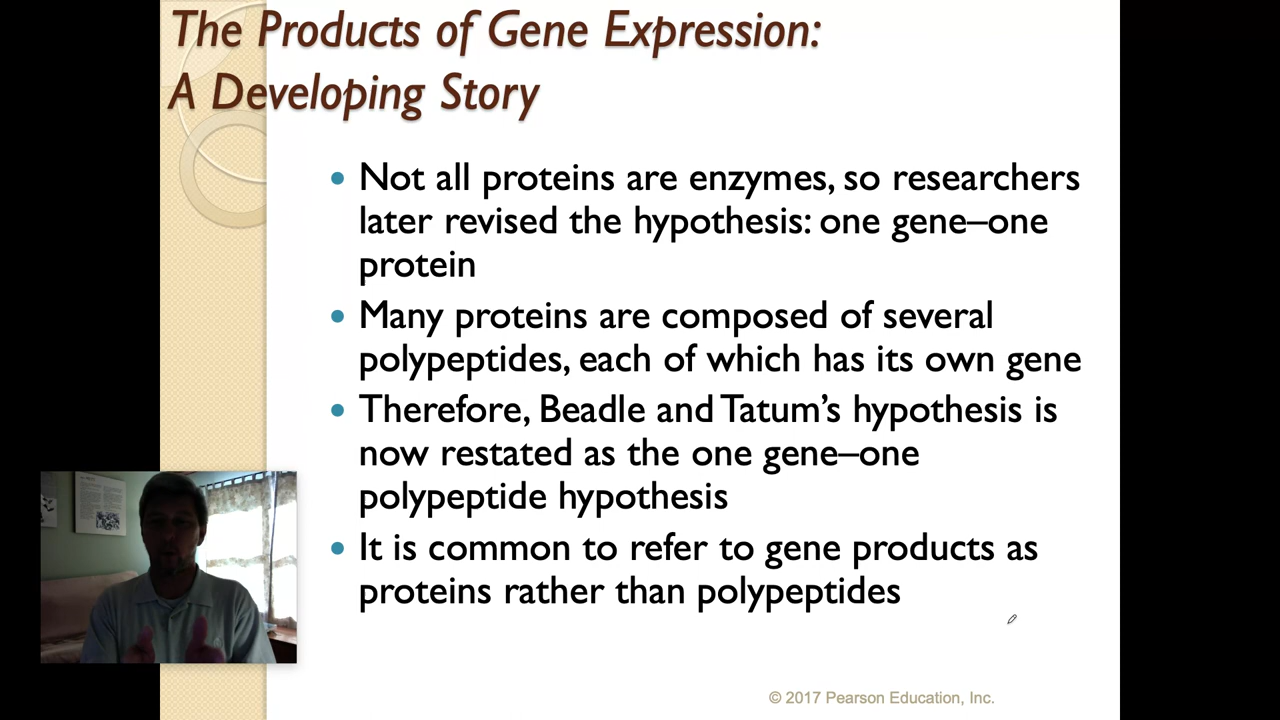 The Products of Gene Expression:
A Developing Story
• Not all proteins are enzymes, so researchers
later revised the hypothesis: one gene–one
protein
• Many proteins are composed of several
polypeptides, each of which has its own gene
• Therefore, Beadle and Tatum’s hypothesis is
now restated as the one gene–one
polypeptide hypothesis
• It is common to refer to gene products as
proteins rather than polypeptides
© 2017 Pearson Education, Inc.